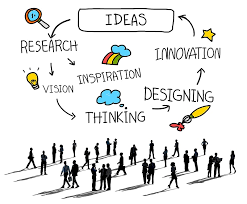 IDEAS
RESEARCH
INNOVATION
INSPIRATION
VISION
DESIGNING
THINKING